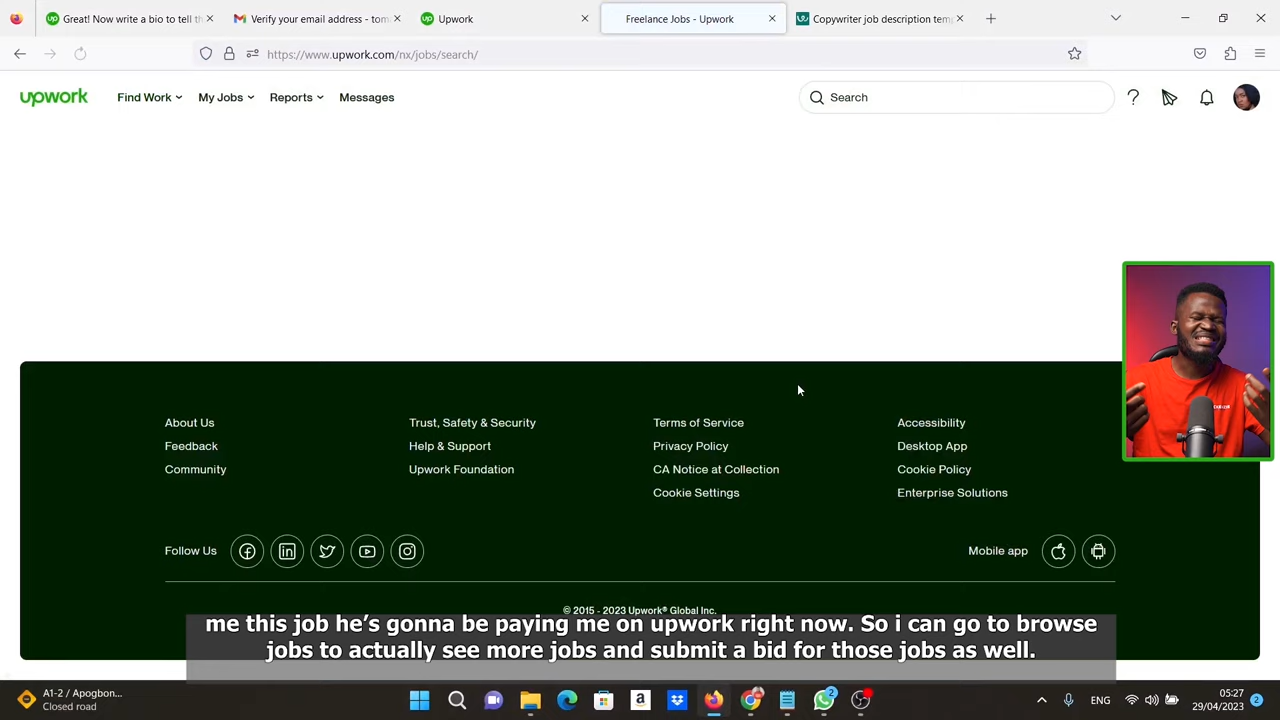 Great! Now write a bio to tell th
Verify your email address - tom
Upwork
Freelance Jobs - Upwork
Copywriter job description tem
https://www.upwork.com/nx/jobs/search/
upwork
Find Work
My Jobs
Reports
Messages
Search
About Us
Feedback
Community
Trust, Safety & Security
Help & Support
Upwork Foundation
Terms of Service
Privacy Policy
CA Notice at Collection
Cookie Settings
Accessibility
Desktop App
Cookie Policy
Enterprise Solutions
Follow Us
Mobile app
© 2015 - 2023 Upwork® Global Inc.
me this job he's gonna be paying me on upwork right now. So i can go to browse
jobs to actually see more jobs and submit a bid for those jobs as well.
A1-2 / Apogbon...
Closed road
2
ENG
05:27
29/04/2023
2